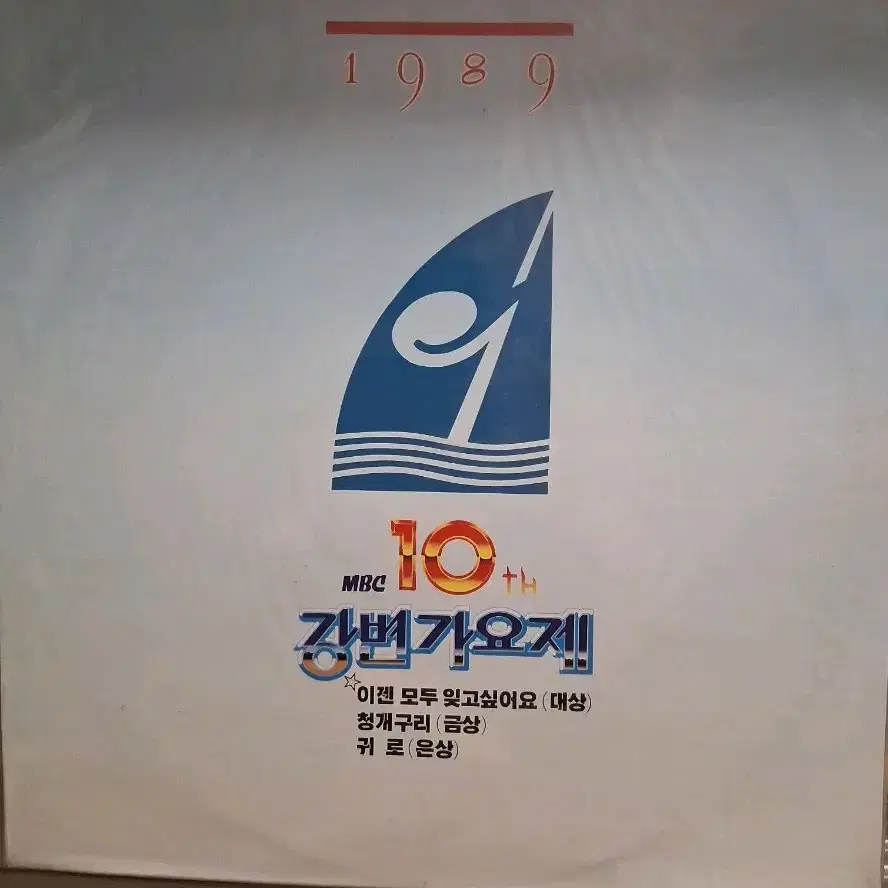 1989
MBC 10TH
강변가요제
☆이젠 모두 잊고싶어요(대상)
청개구리(금상)
귀 로(은상)